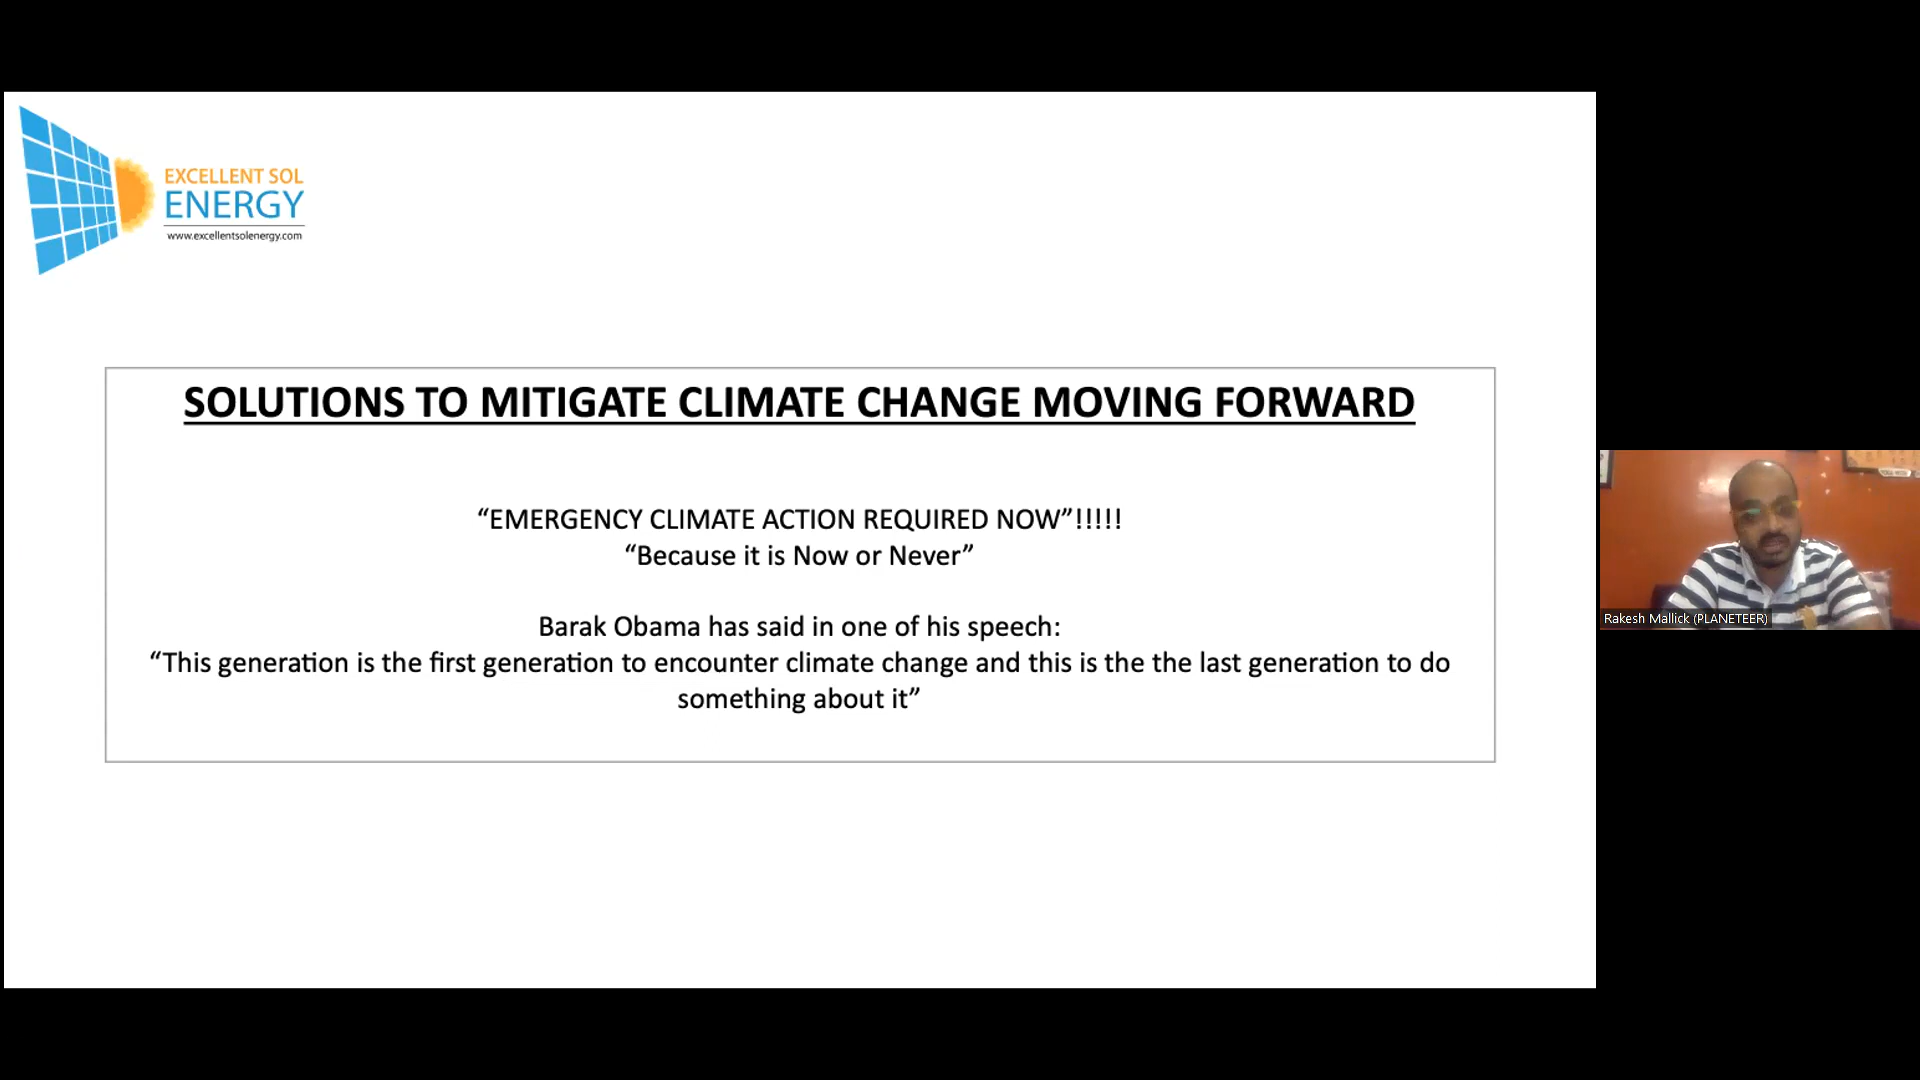 EXCELLENT SOL
ENERGY
www.excellentsolenergy.com
SOLUTIONS TO MITIGATE CLIMATE CHANGE MOVING FORWARD
“EMERGENCY CLIMATE ACTION REQUIRED NOW”!!!!!
“Because it is Now or Never”
Barak Obama has said in one of his speech:
“This generation is the first generation to encounter climate change and this is the the last generation to do
something about it”
Rakesh Mallick (PLANETEER)